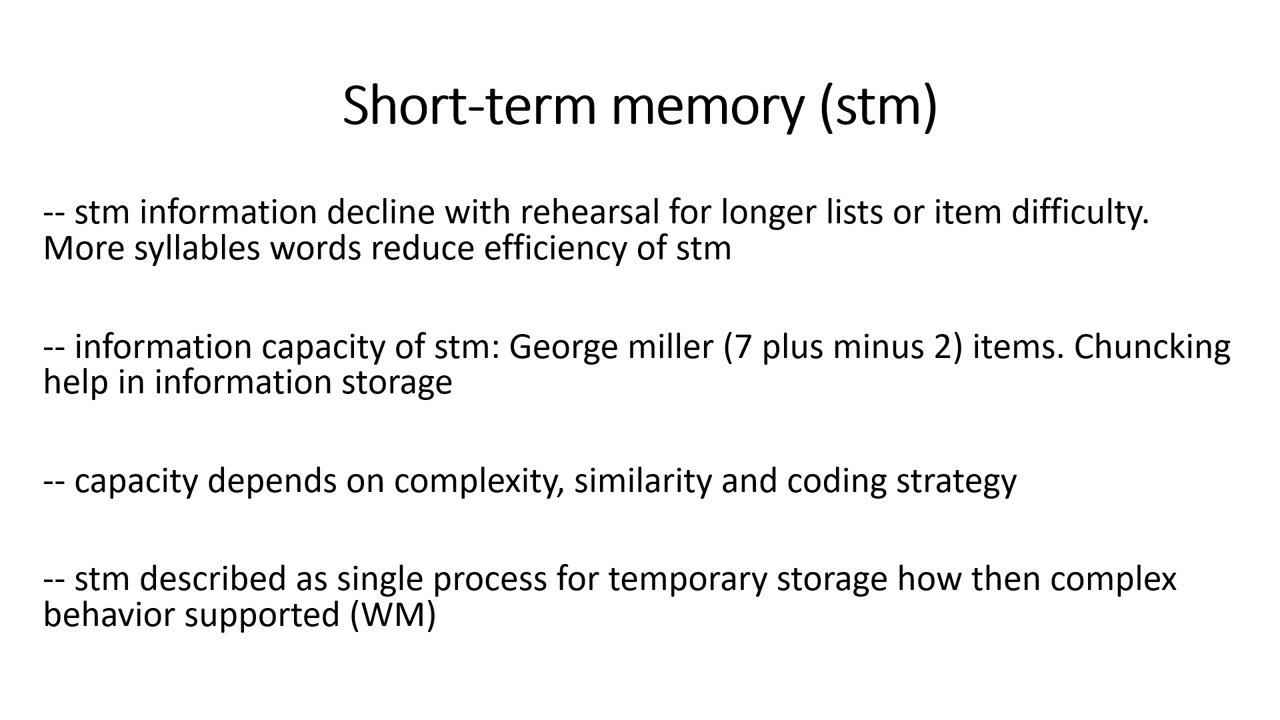 Short-term memory (stm)
-- stm information decline with rehearsal for longer lists or item difficulty.
More syllables words reduce efficiency of stm
-- information capacity of stm: George miller (7 plus minus 2) items. Chuncking
help in information storage
-- capacity depends on complexity, similarity and coding strategy
-- stm described as single process for temporary storage how then complex
behavior supported (WM)